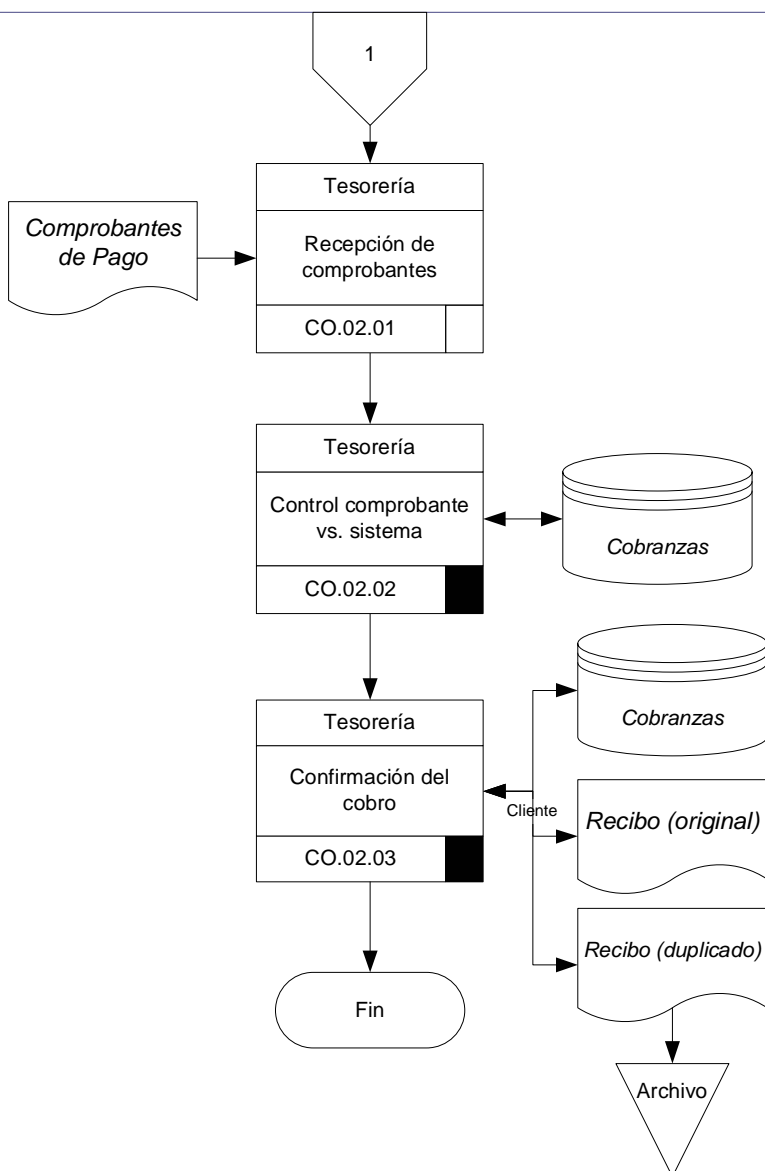 1
Tesorería
Comprobantes
de Pago
Recepción de
comprobantes
CO.02.01
Tesorería
Control comprobante
vs. sistema
Cobranzas
CO.02.02
Tesorería
Cobranzas
Confirmación del
cobro
Cliente
Recibo (original)
CO.02.03
Recibo (duplicado)
Fin
Archivo